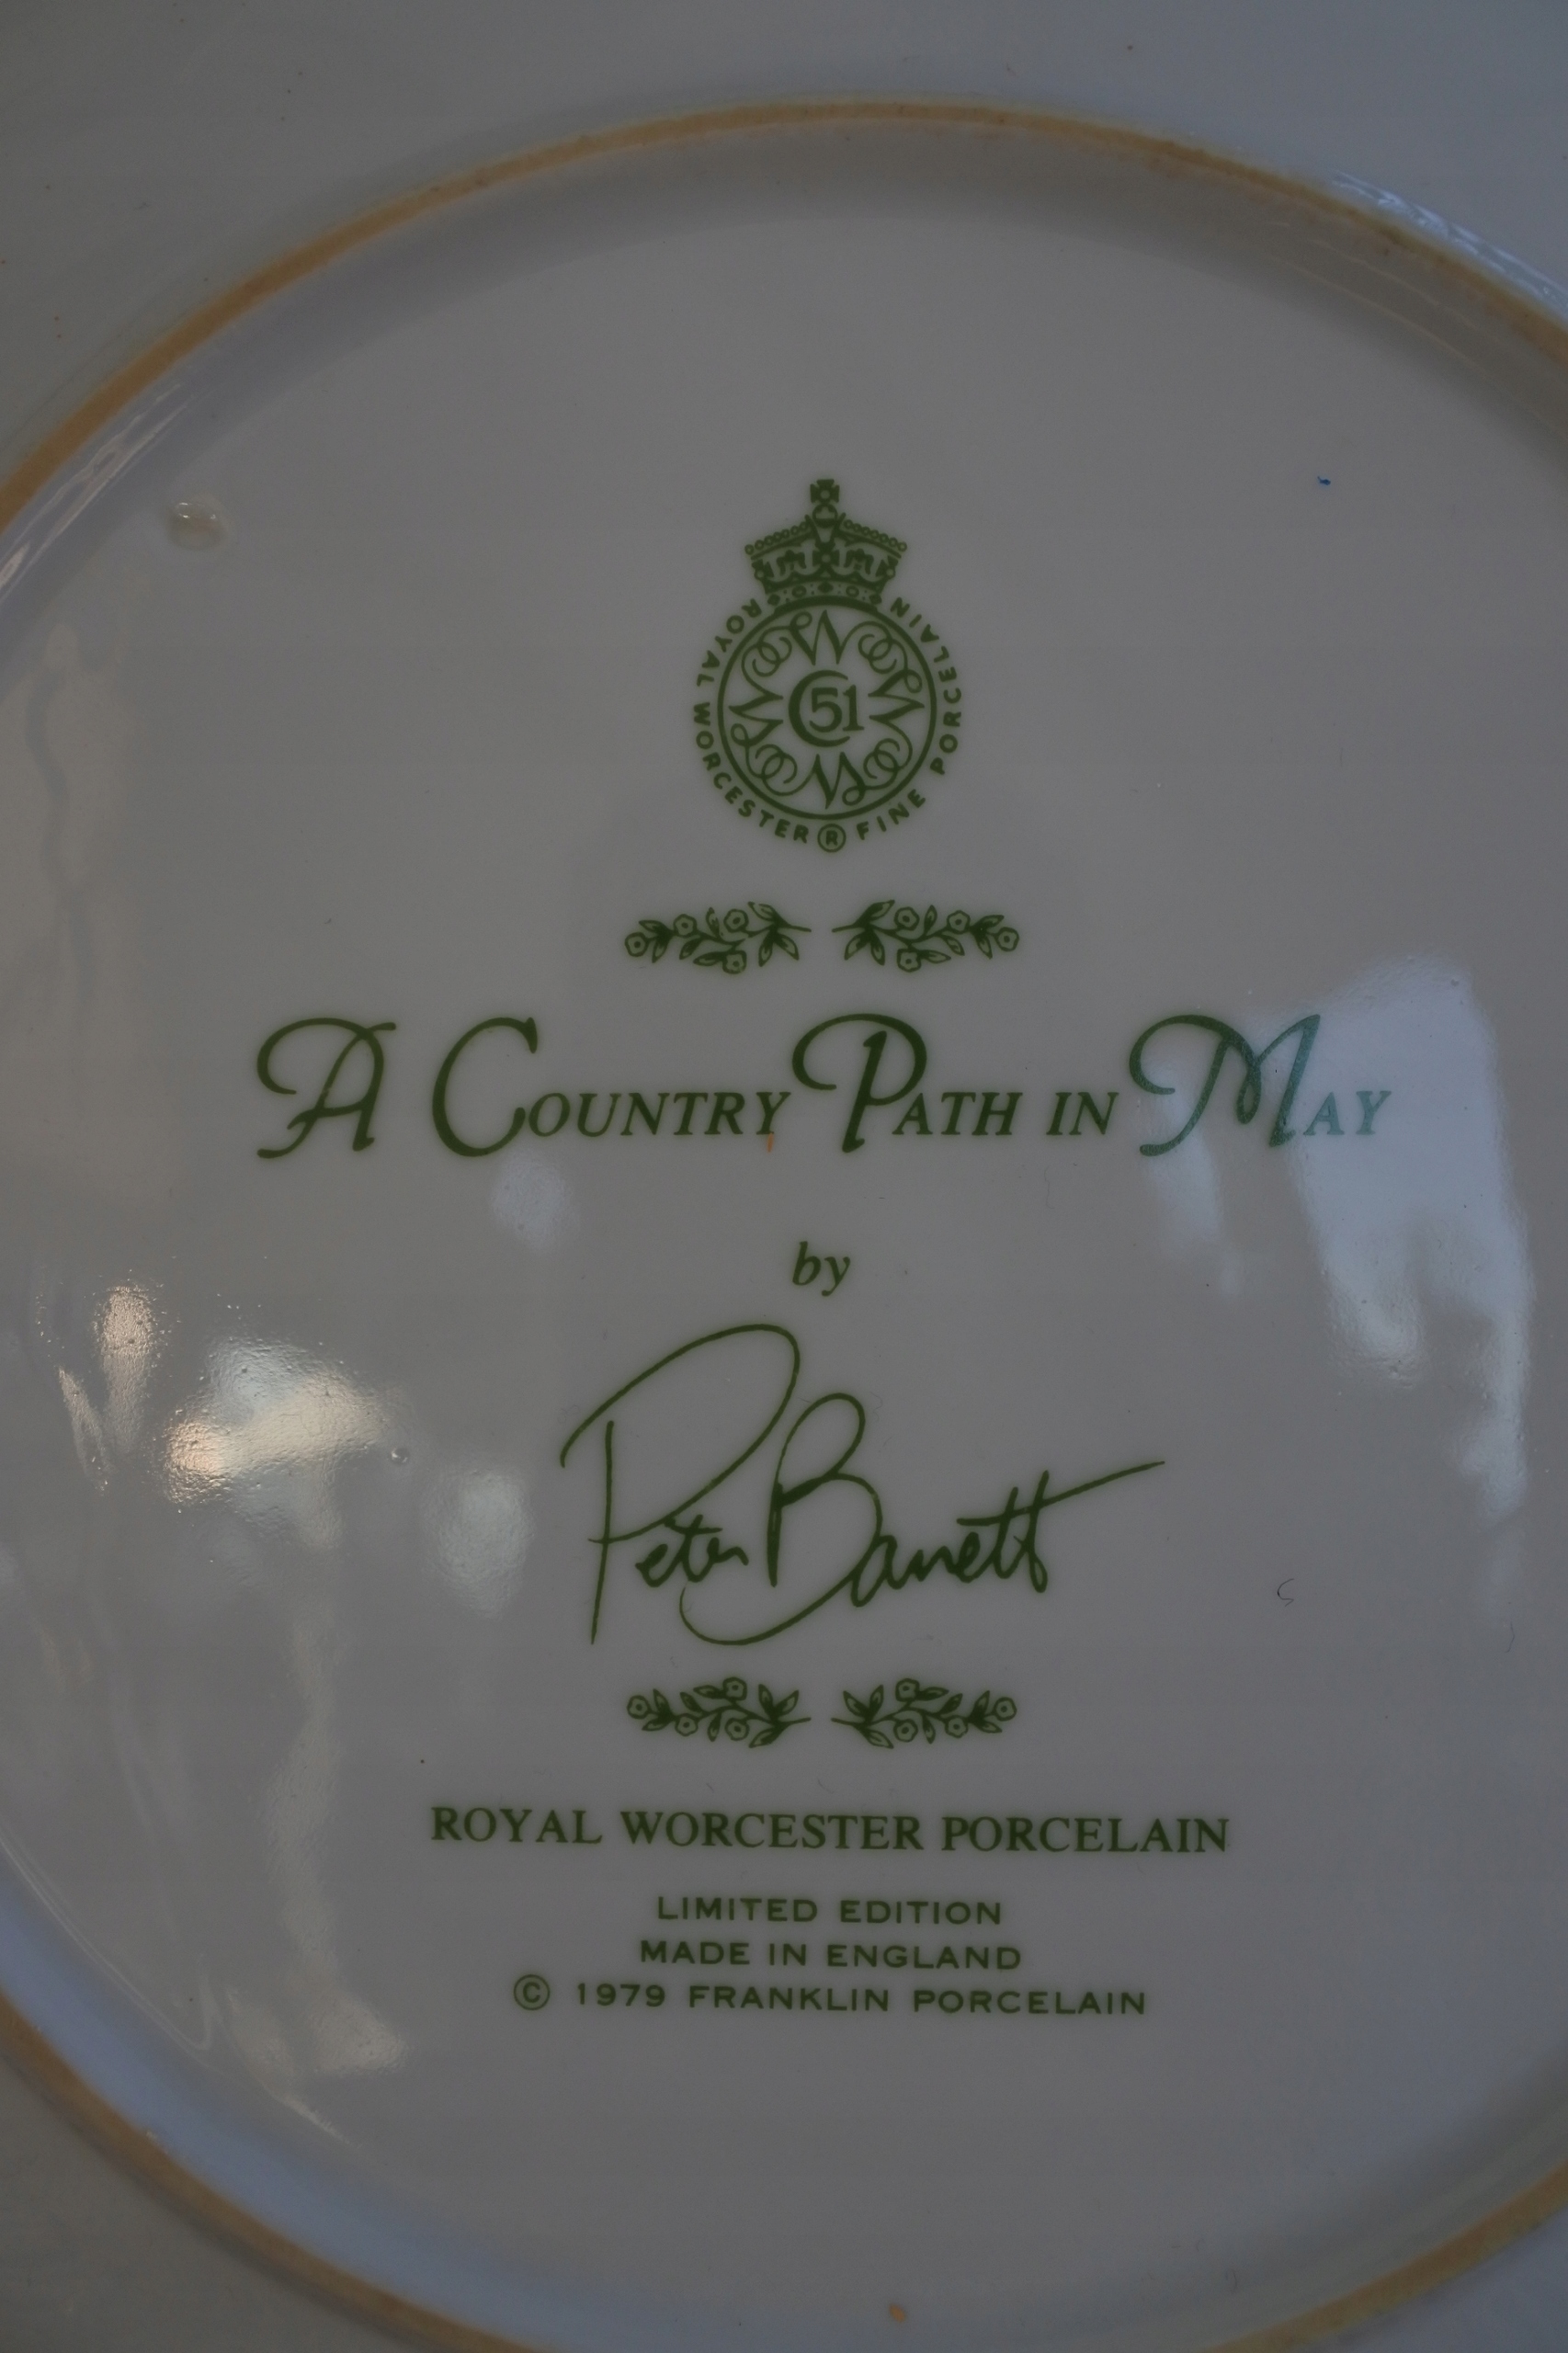 ROYAL WORCESTER ® FINE PORCELAIN
W W W W
C51
A COUNTRY PATH IN MAY
by
Peter Barrett
ROYAL WORCESTER PORCELAIN
LIMITED EDITION
MADE IN ENGLAND
© 1979 FRANKLIN PORCELAIN